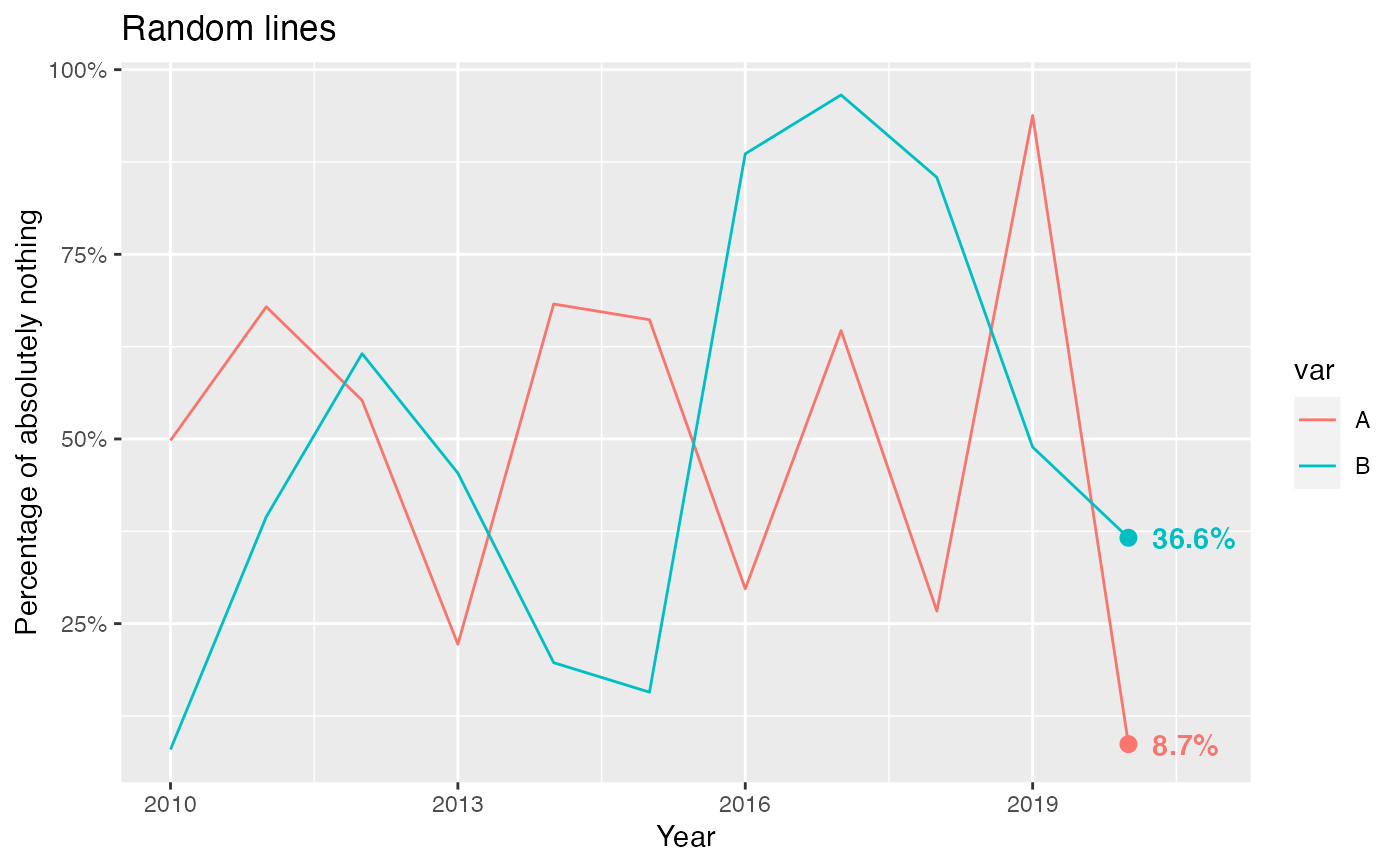 Random lines
Percentage of absolutely nothing
100%
75%
50%
25%
36.6%
8.7%
2010 2013 2016 2019
Year
var
A
B